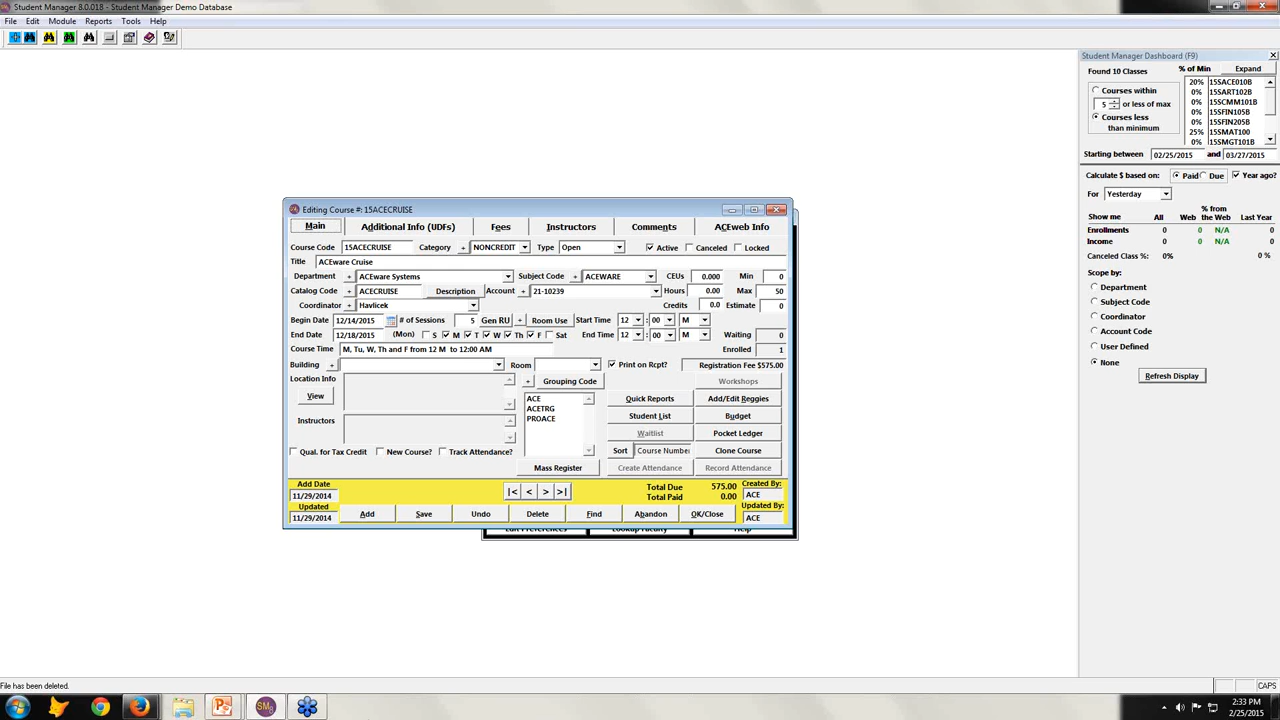 Student Manager 8.0.018 - Student Manager Demo Database
File Edit Module Reports Tools Help
Student Manager Dashboard (F9)
Found 10 Classes % of Min Expand
Courses within
5 or less of max
Courses less
than minimum
20% 15SACE010B
0% 15SART102B
0% 15SCMM101B
0% 15SFIN105B
0% 15SFIN205B
25% 15SMAT100
0% 15SMGT101B
Starting between 02/25/2015 and 03/27/2015
Calculate $ based on: Paid Due Year ago?
For Yesterday
Show me All Web % from the Web Last Year
Enrollments 0 0 N/A 0
Income 0 0 N/A 0
Canceled Class %: 0% 0 %
Scope by:
Department
Subject Code
Coordinator
Account Code
User Defined
None
Refresh Display
Editing Course #: 15ACECRUISE
Main Additional Info (UDFs) Fees Instructors Comments ACEweb Info
Course Code 15ACECRUISE Category + NONCREDIT Type Open Active Canceled Locked
Title ACEware Cruise
Department + ACEware Systems Subject Code + ACEWARE CEUs 0.000 Min 0
Catalog Code + ACECRUISE Description Account + 21-10239 Hours 0.00 Max 50
Coordinator + Havlicek Credits 0.0 Estimate 0
Begin Date 12/14/2015 # of Sessions 5 Gen RU + Room Use Start Time 12 : 00 M
End Date 12/18/2015 (Mon) S M T W Th F Sat End Time 12 : 00 M Waiting 0
Course Time M, Tu, W, Th and F from 12 M to 12:00 AM Enrolled 1
Building + Room Print on Rcpt? Registration Fee $575.00
Location Info + Grouping Code Workshops
View ACE Quick Reports Add/Edit Reggies
ACETRG Student List Budget
Instructors PROACE Waitlist Pocket Ledger
Qual. for Tax Credit New Course? Track Attendance? Sort Course Number Clone Course
Mass Register Create Attendance Record Attendance
Add Date |< < > >| Total Due 575.00 Created By:
11/29/2014 Total Paid 0.00 ACE
Updated Updated By:
11/29/2014 Add Save Undo Delete Find Abandon OK/Close ACE
Edit Preferences Lookup Faculty Help
File has been deleted. CAPS
2:33 PM
2/25/2015